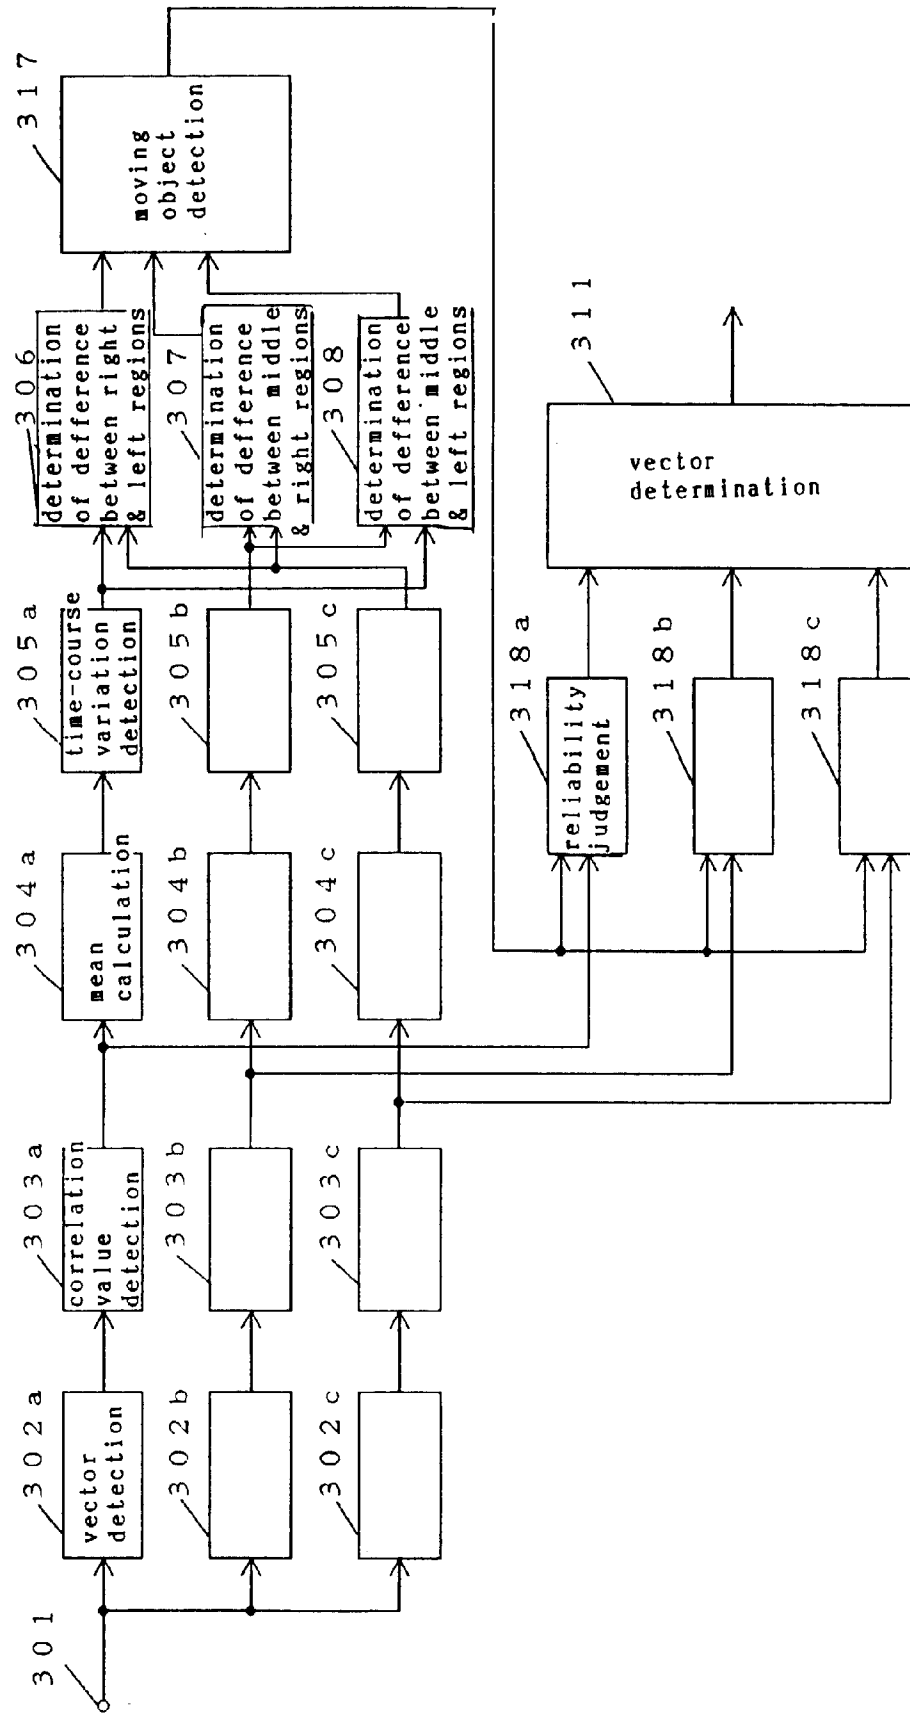 301
302a
vector
detection
302b
302c
303a
correlation
value
detection
303b
303c
304a
mean
calculation
304b
304c
305a
time-course
variation
detection
305b
305c
306
determination
of defference
between right
& left regions
307
determination
of defference
between middle
& right regions
308
determination
of defference
between middle
& left regions
317
moving
object
detection
318a
reliability
judgement
318b
318c
311
vector
determination